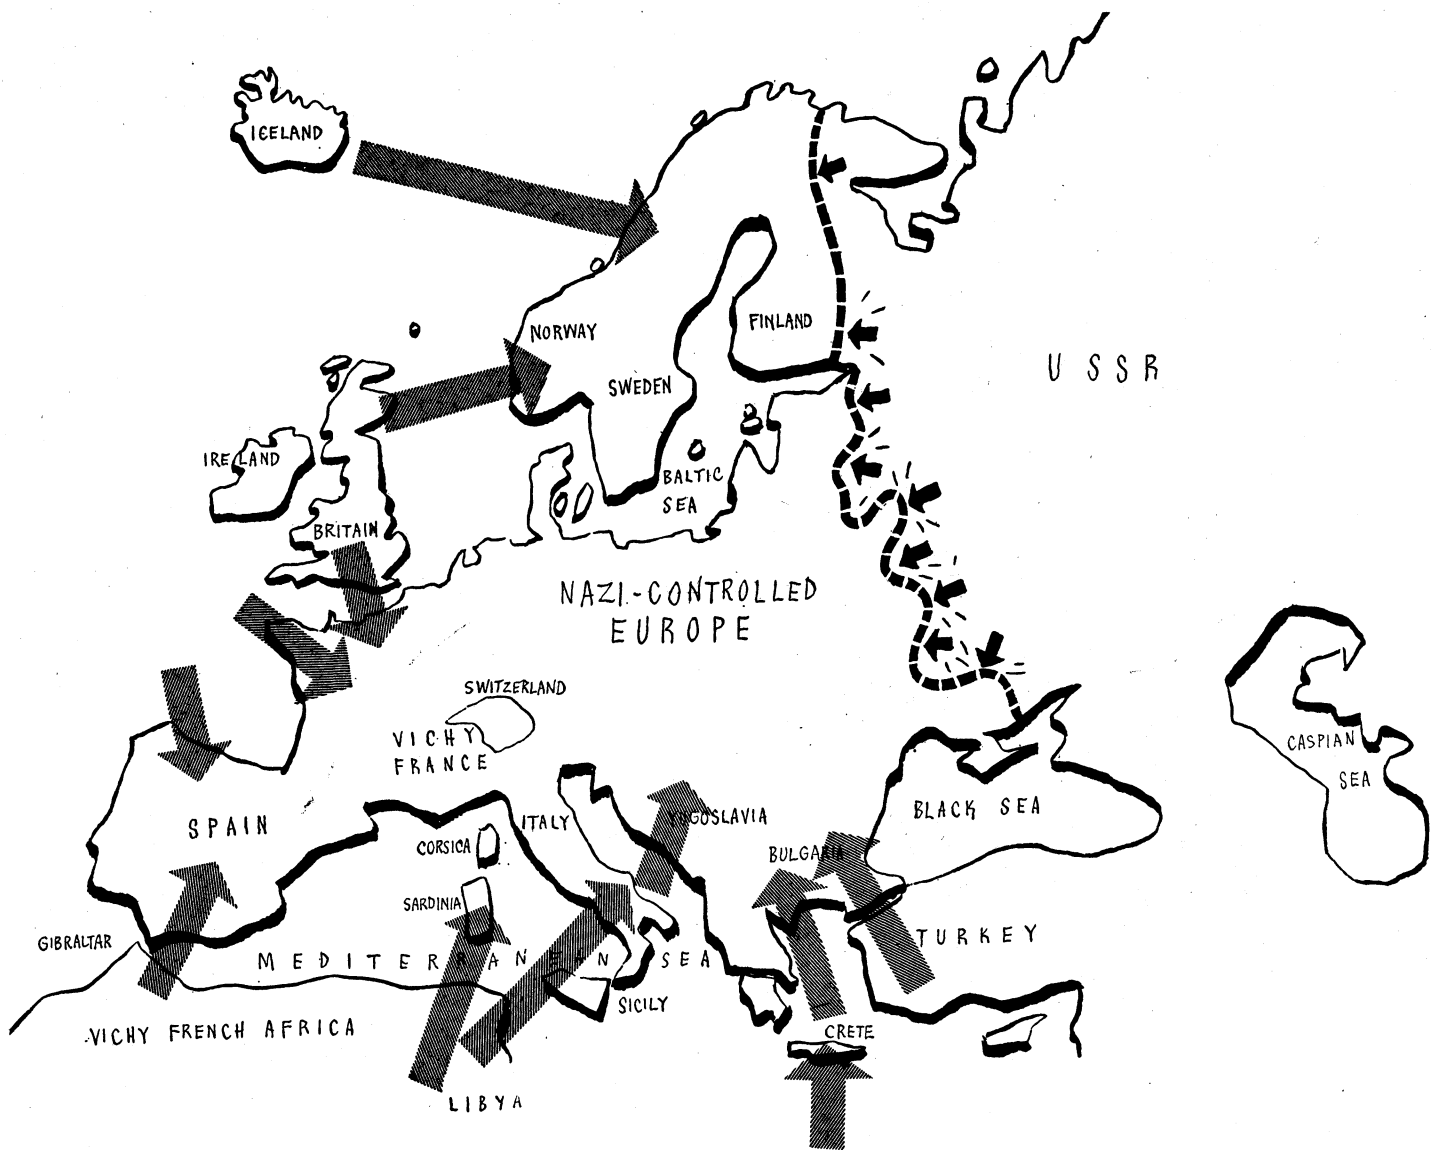 ICELAND
NORWAY
FINLAND
USSR
SWEDEN
IRELAND
BALTIC
SEA
BRITAIN
NAZI-CONTROLLED
EUROPE
SWITZERLAND
VICHY
FRANCE
CASPIAN
SEA
SPAIN
ITALY
YUGOSLAVIA
BLACK SEA
CORSICA
BULGARIA
SARDINIA
GIBRALTAR
TURKEY
MEDITERRANEAN SEA
SICILY
VICHY FRENCH AFRICA
CRETE
LIBYA